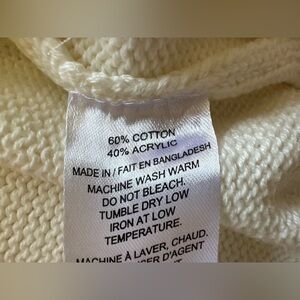 60% COTTON
40% ACRYLIC
MADE IN / FAIT EN BANGLADESH
MACHINE WASH WARM
DO NOT BLEACH.
TUMBLE DRY LOW
IRON AT LOW
TEMPERATURE.
MACHINE À LAVER, CHAUD.
D'AGENT